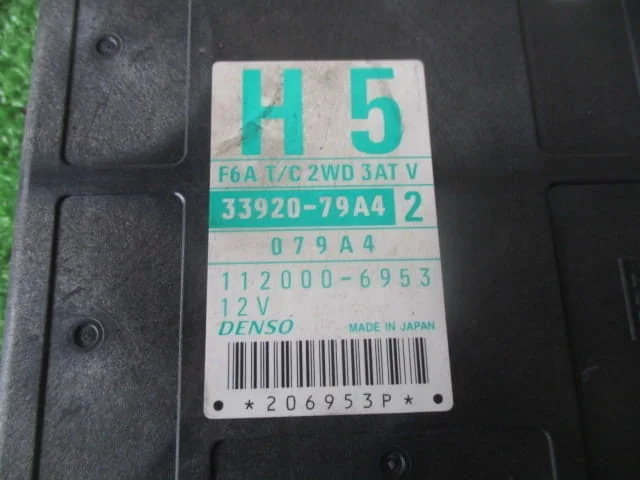 H 5
F6A T/C 2WD 3AT V
33920-79A4 2
079A4
112000-6953
12V
DENSO MADE IN JAPAN
*206953P*